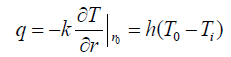 q = −k ∂T/∂r |r₀ = h(T₀ − Tᵢ)